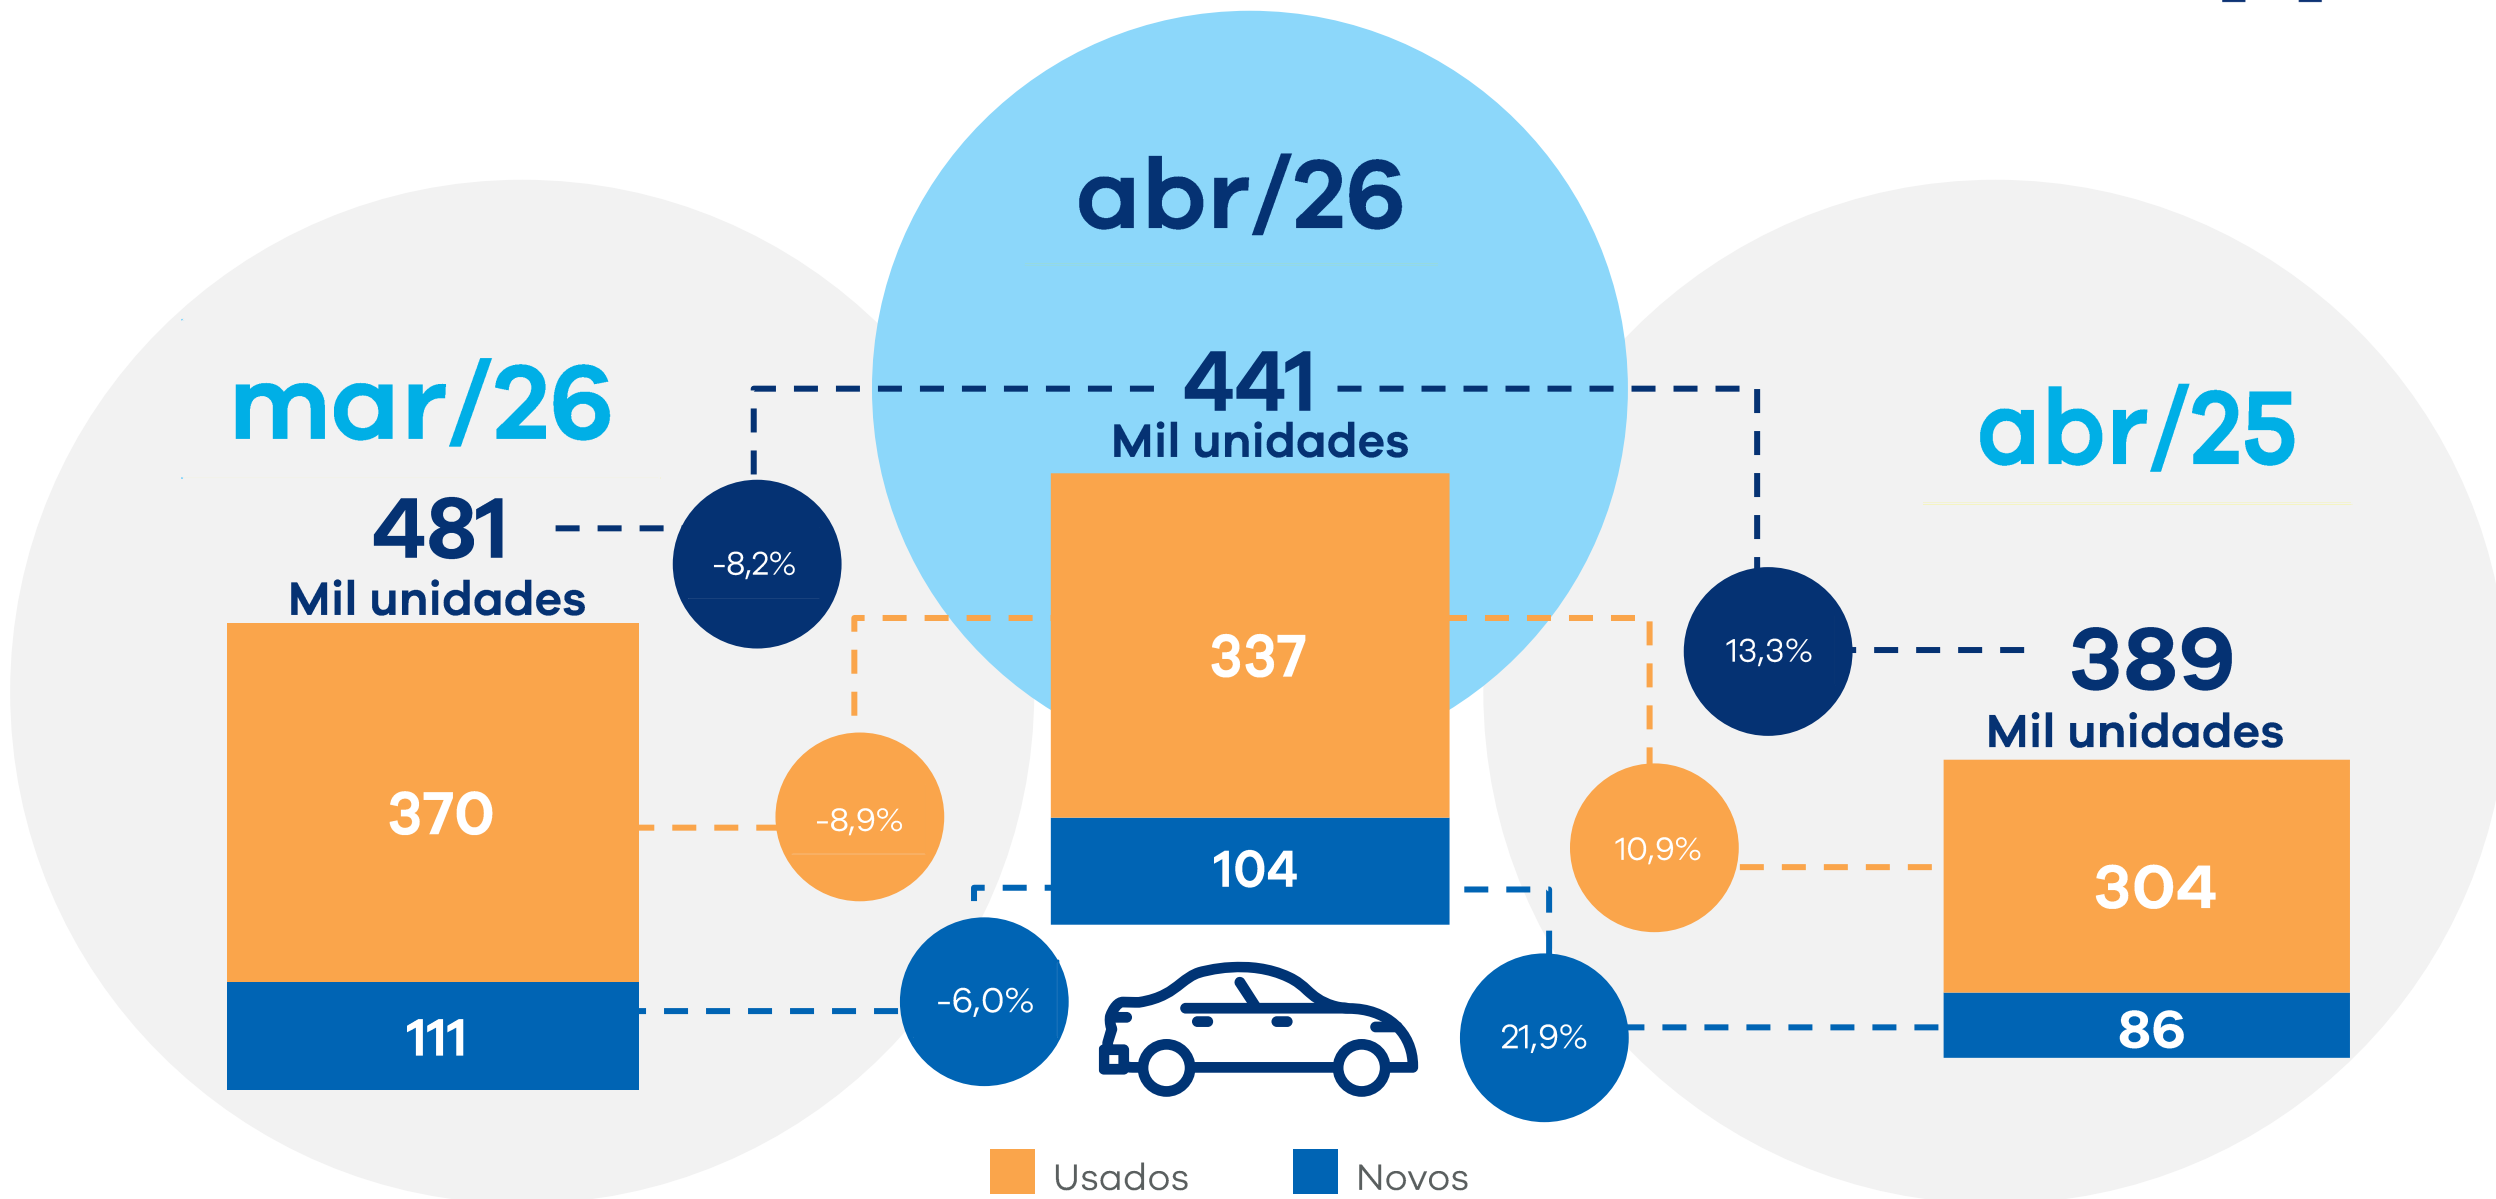 abr/26
441
Mil unidades
337
104
mar/26
481
Mil unidades
370
111
abr/25
389
Mil unidades
304
86
-8,2%
-8,9%
-6,0%
13,3%
10,9%
21,9%
Usados
Novos